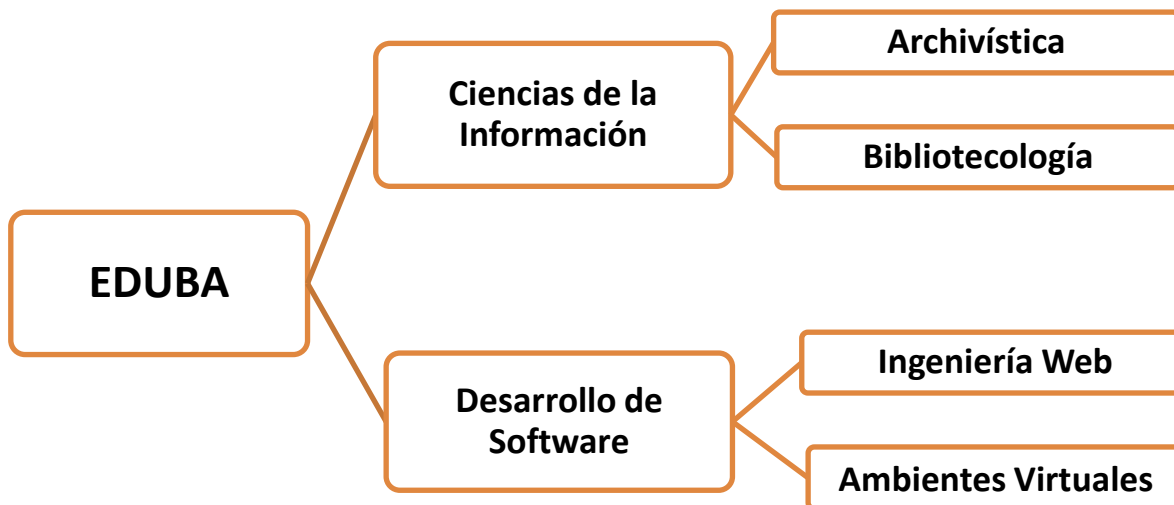 EDUBA
Ciencias de la
Información
Archivística
Bibliotecología
Desarrollo de
Software
Ingeniería Web
Ambientes Virtuales